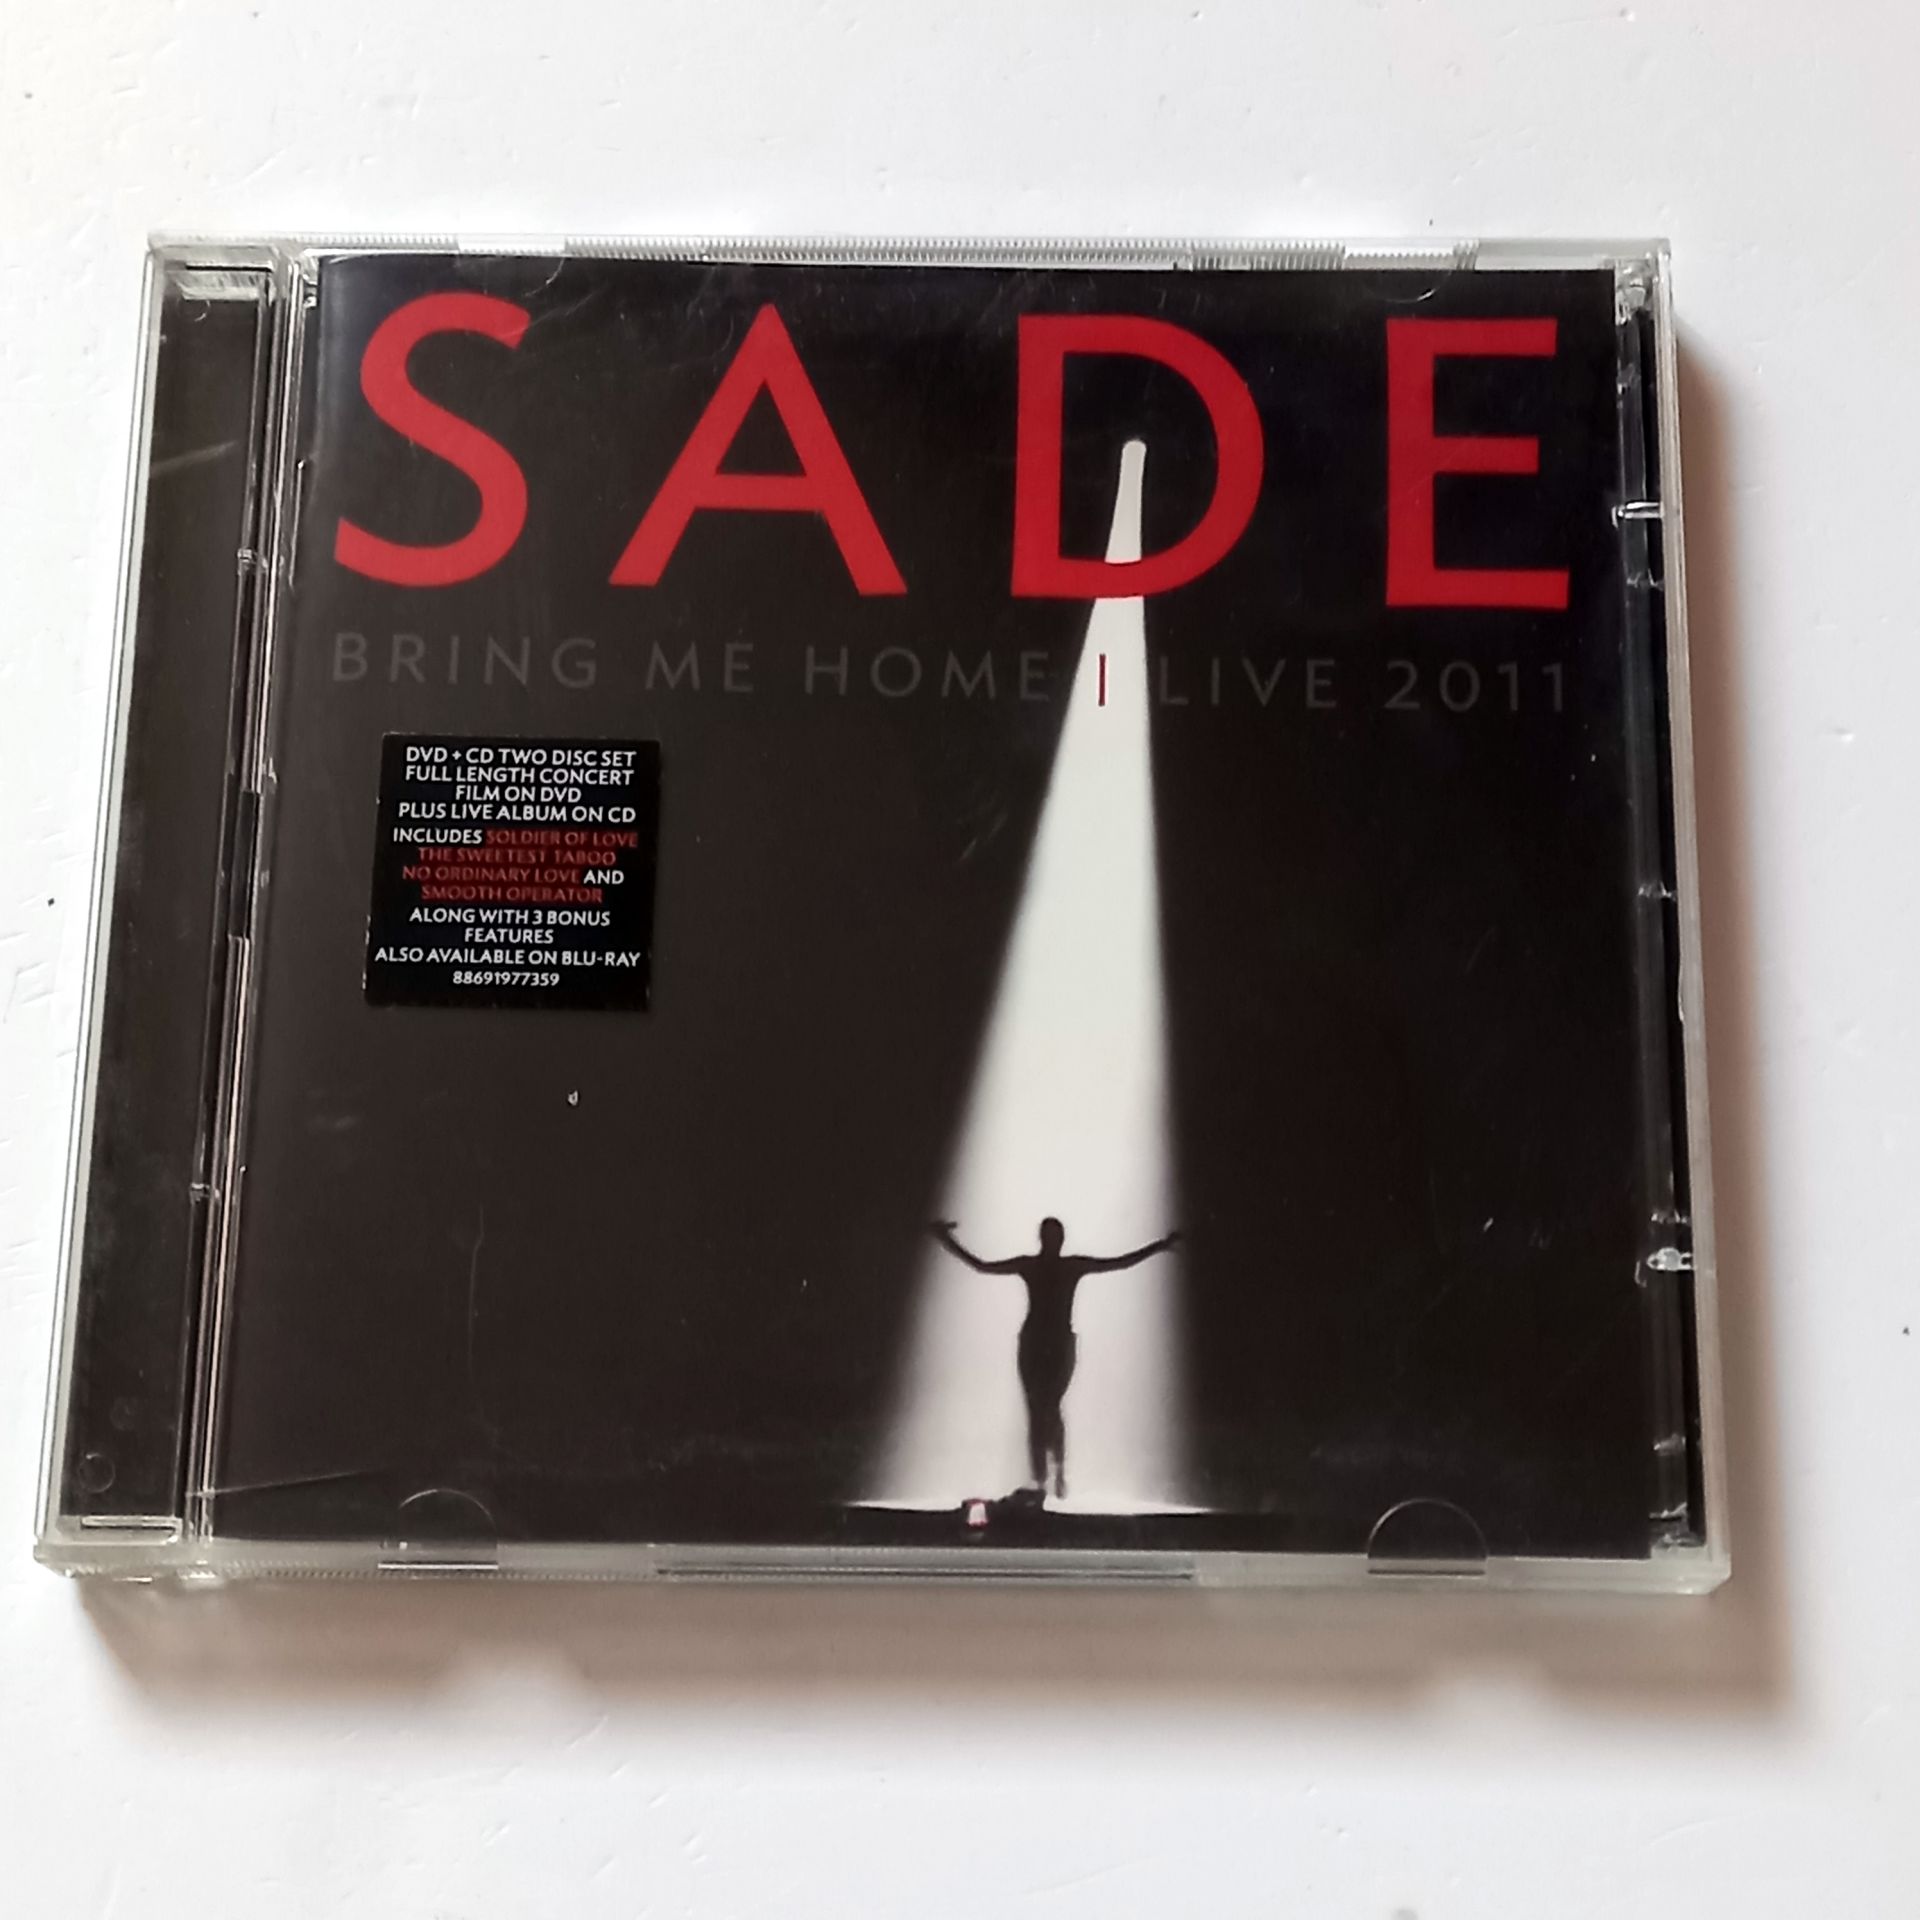 SADE
BRING ME HOME | LIVE 2011
DVD + CD TWO DISC SET
FULL LENGTH CONCERT
FILM ON DVD
PLUS LIVE ALBUM ON CD
INCLUDES SOLDIER OF LOVE
THE SWEETEST TABOO
NO ORDINARY LOVE AND
SMOOTH OPERATOR
ALONG WITH 3 BONUS
FEATURES
ALSO AVAILABLE ON BLU-RAY
88691977359